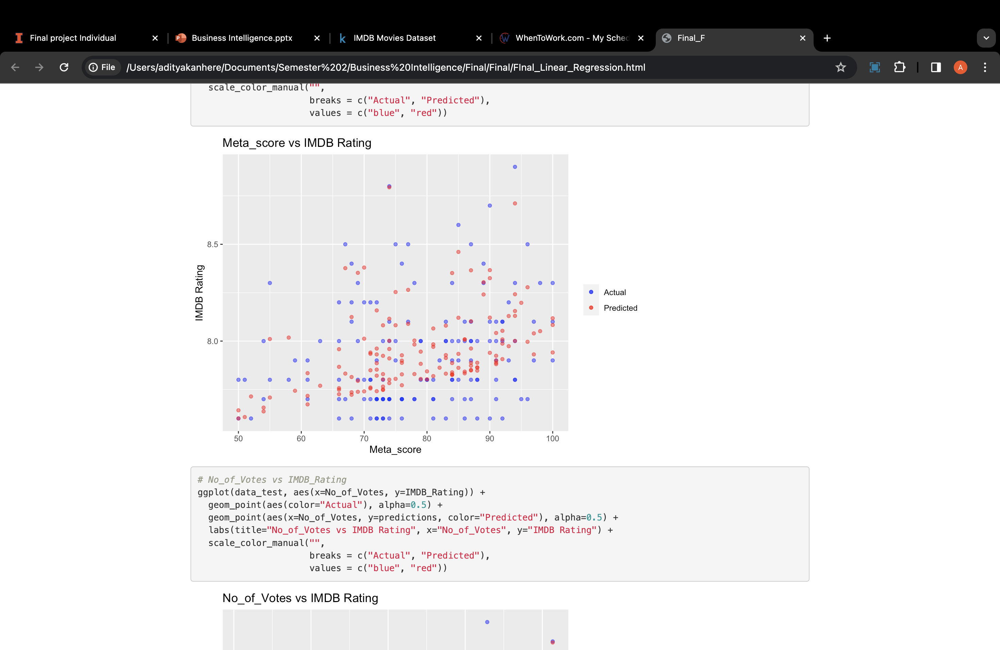 Final project Individual
Business Intelligence.pptx
IMDB Movies Dataset
WhenToWork.com - My Sched
Final_F
File
/Users/adityakanhere/Documents/Semester%202/Business%20Intelligence/Final/Final/FInal_Linear_Regression.html
A
scale_color_manual("",
breaks = c("Actual", "Predicted"),
values = c("blue", "red"))
Meta_score vs IMDB Rating
8.5
8.0
IMDB Rating
50 60 70 80 90 100
Meta_score
Actual
Predicted
# No_of_Votes vs IMDB_Rating
ggplot(data_test, aes(x=No_of_Votes, y=IMDB_Rating)) +
geom_point(aes(color="Actual"), alpha=0.5) +
geom_point(aes(x=No_of_Votes, y=predictions, color="Predicted"), alpha=0.5) +
labs(title="No_of_Votes vs IMDB Rating", x="No_of_Votes", y="IMDB Rating") +
scale_color_manual("",
breaks = c("Actual", "Predicted"),
values = c("blue", "red"))
No_of_Votes vs IMDB Rating